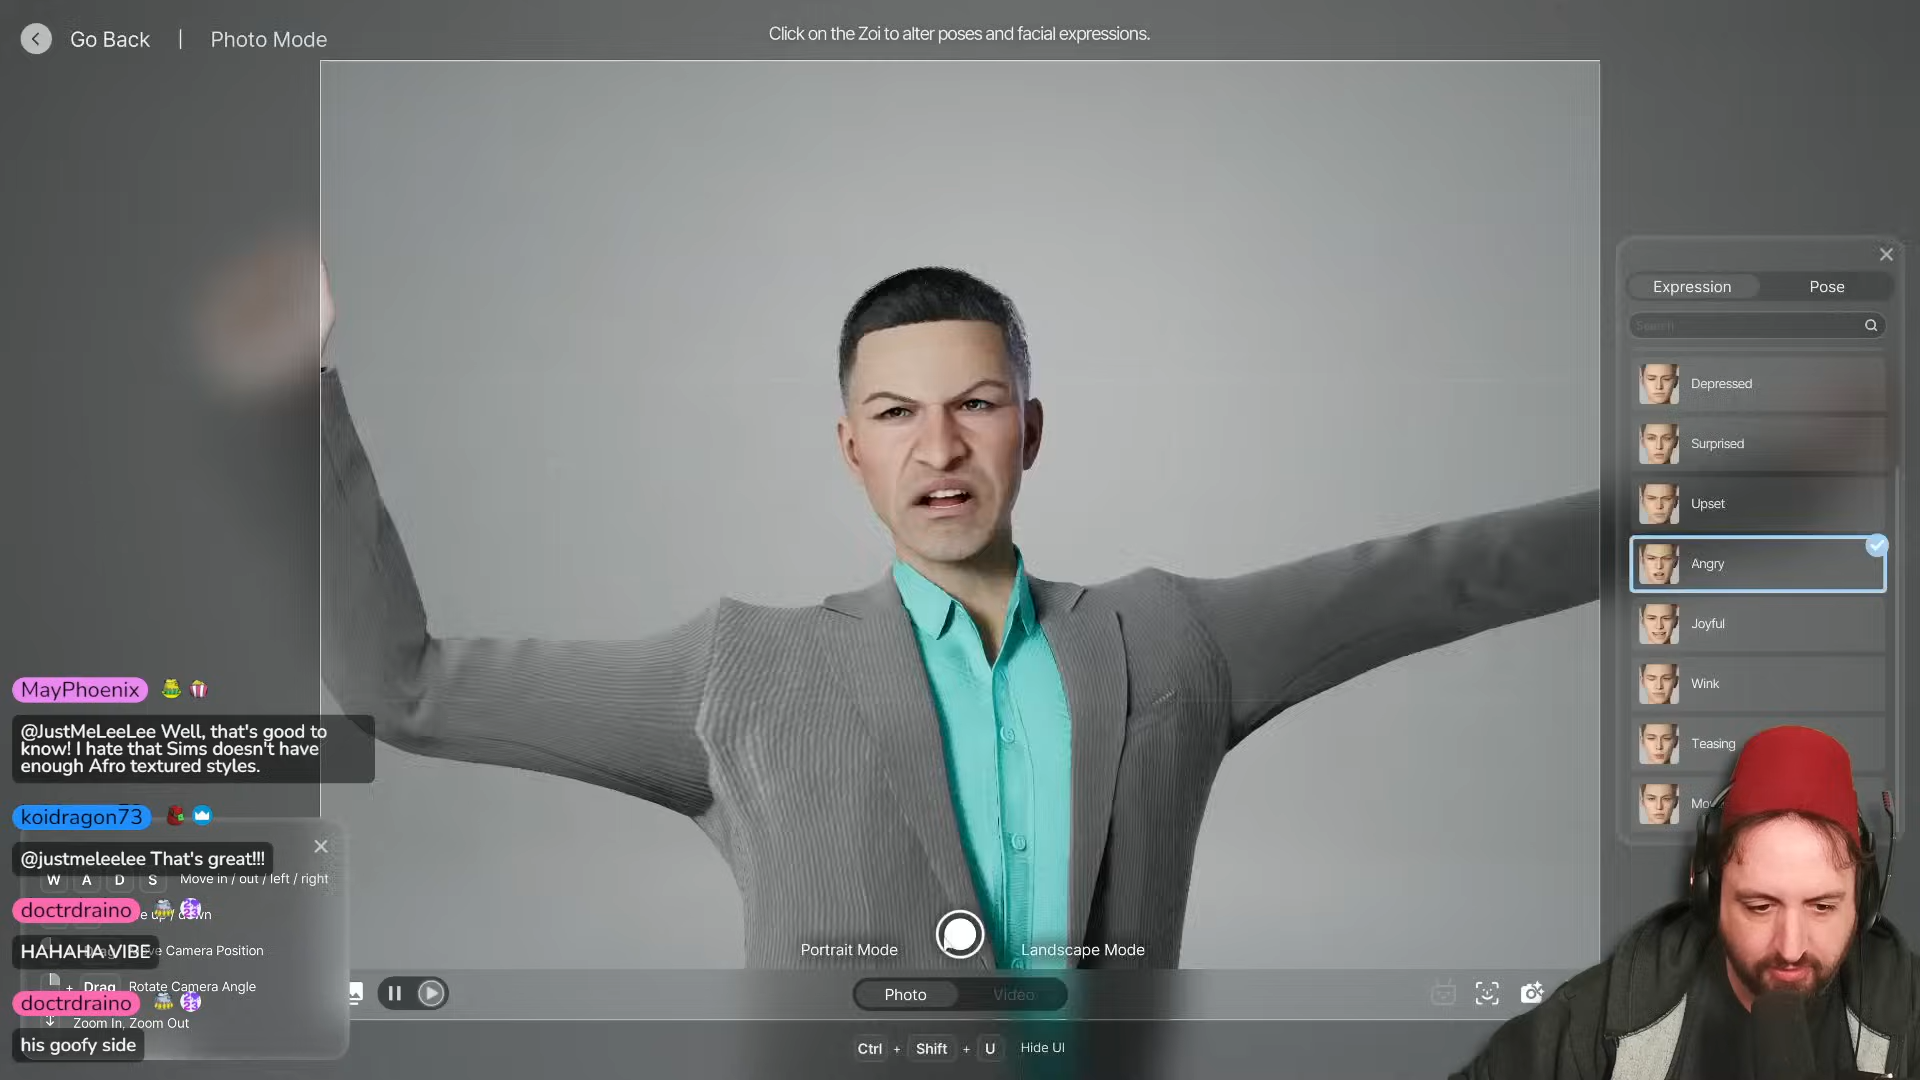 Go Back | Photo Mode
Click on the Zoi to alter poses and facial expressions.
Expression Pose
Search
Depressed
Surprised
Upset
Angry
Joyful
Wink
Teasing
MayPhoenix
@JustMeLeeLee Well, that's good to
know! I hate that Sims doesn't have
enough Afro textured styles.
koidragon73
@justmeleelee That's great!!!
W A D S Move in / out / left / right
doctrdraino
HAHAHA VIBE
Camera Position
+ Drag Rotate Camera Angle
doctrdraino
Zoom In, Zoom Out
his goofy side
Portrait Mode Landscape Mode
Photo Video
Ctrl + Shift + U Hide UI